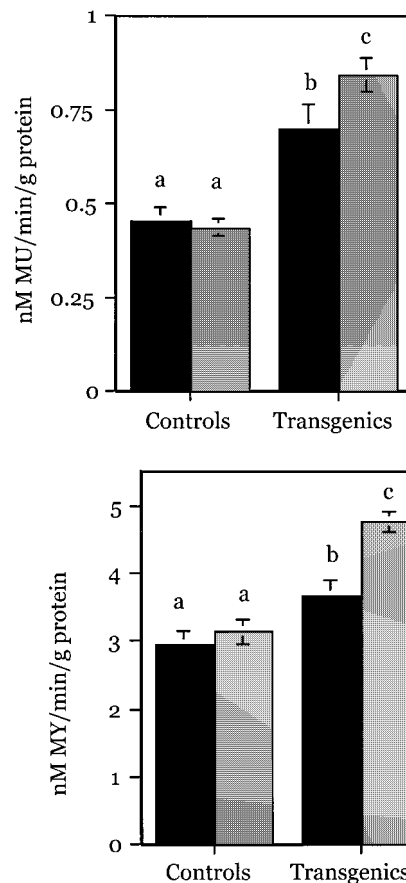 1
c
b
0.75
a a
0.5
0.25
0
nM MU/min/g protein
Controls Transgenics
c
5
b
4
a a
3
2
1
0
nM MY/min/g protein
Controls Transgenics